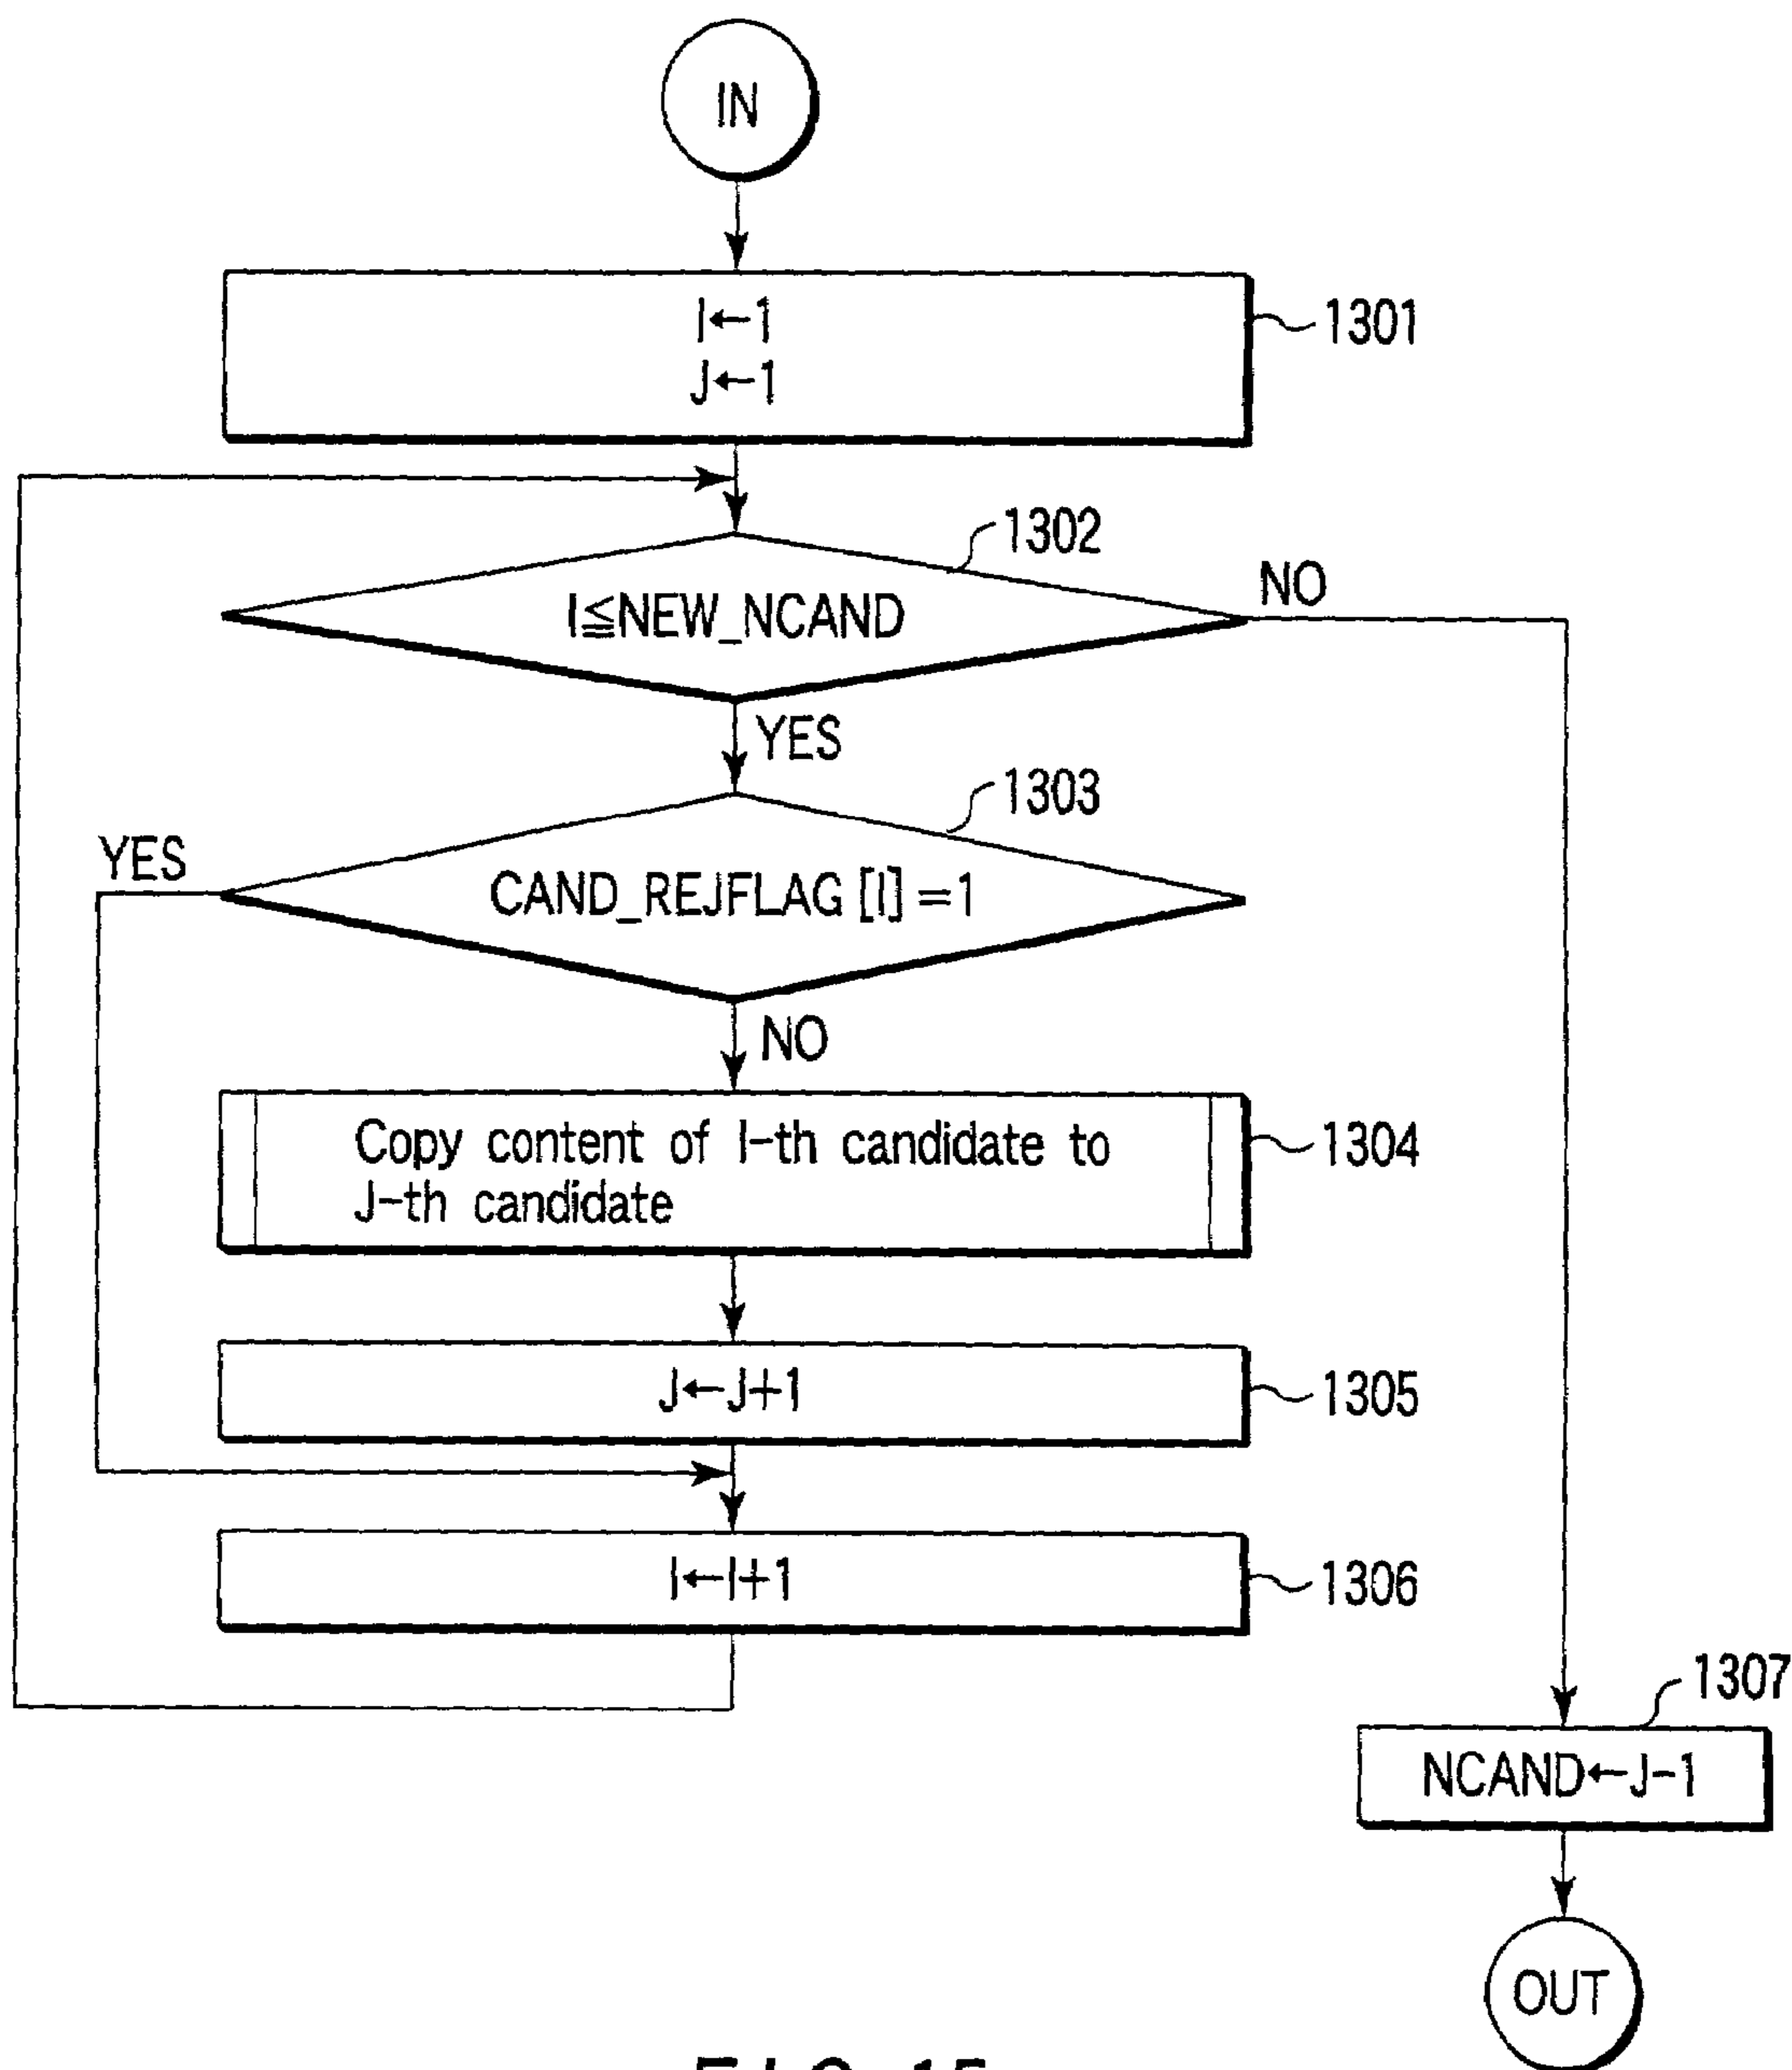 IN
I←1
J←1
1301
1302
I≦NEW_NCAND
NO
YES
1303
YES
CAND_REJFLAG [I] =1
NO
Copy content of I-th candidate to
J-th candidate
1304
J←J+1
1305
I←I+1
1306
1307
NCAND←J-1
OUT